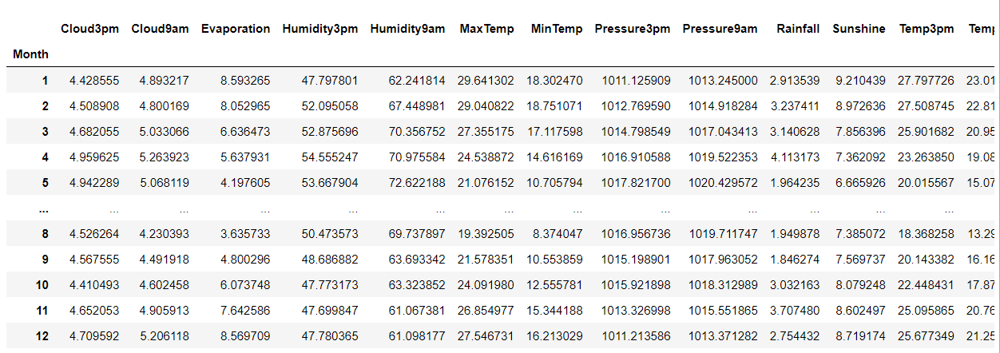 Cloud3pm Cloud9am Evaporation Humidity3pm Humidity9am MaxTemp MinTemp Pressure3pm Pressure9am Rainfall Sunshine Temp3pm Temp
Month
1 4.428555 4.893217 8.593265 47.797801 62.241814 29.641302 18.302470 1011.125909 1013.245000 2.913539 9.210439 27.797726 23.01
2 4.508908 4.800169 8.052965 52.095058 67.448981 29.040822 18.751071 1012.769590 1014.918284 3.237411 8.972636 27.508745 22.81
3 4.682055 5.033066 6.636473 52.875696 70.356752 27.355175 17.117598 1014.798549 1017.043413 3.140628 7.856396 25.901682 20.95
4 4.959625 5.263923 5.637931 54.555247 70.975584 24.538872 14.616169 1016.910588 1019.522353 4.113173 7.362092 23.263850 19.08
5 4.942289 5.068119 4.197605 53.667904 72.622188 21.076152 10.705794 1017.821700 1020.429572 1.964235 6.665926 20.015567 15.07
... ... ... ... ... ... ... ... ... ... ... ... ...
8 4.526264 4.230393 3.635733 50.473573 69.737897 19.392505 8.374047 1016.956736 1019.711747 1.949878 7.385072 18.368258 13.29
9 4.567555 4.491918 4.800296 48.686882 63.693342 21.578351 10.553859 1015.198901 1017.963052 1.846274 7.569737 20.143382 16.16
10 4.410493 4.602458 6.073748 47.773173 63.323852 24.091980 12.555781 1015.921898 1018.312989 3.032163 8.079248 22.448431 17.87
11 4.652053 4.905913 7.642586 47.699847 61.067381 26.854977 15.344188 1013.326998 1015.551865 3.707480 8.602497 25.095865 20.76
12 4.709592 5.206118 8.569709 47.780365 61.098177 27.546731 16.213029 1011.213586 1013.371282 2.754432 8.719174 25.677349 21.25